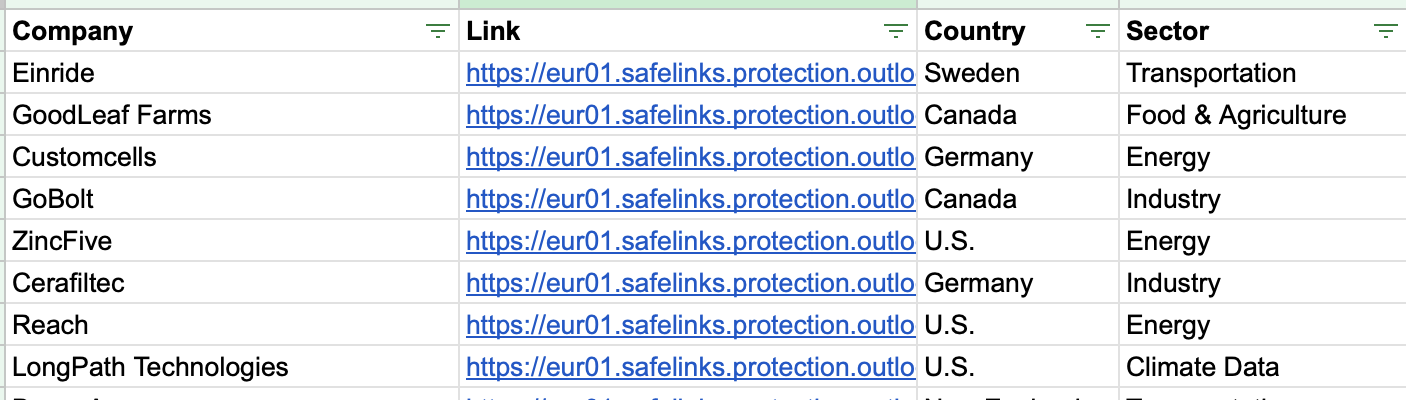 Company Link Country Sector
Einride https://eur01.safelinks.protection.outlo Sweden Transportation
GoodLeaf Farms https://eur01.safelinks.protection.outlo Canada Food & Agriculture
Customcells https://eur01.safelinks.protection.outlo Germany Energy
GoBolt https://eur01.safelinks.protection.outlo Canada Industry
ZincFive https://eur01.safelinks.protection.outlo U.S. Energy
Cerafiltec https://eur01.safelinks.protection.outlo Germany Industry
Reach https://eur01.safelinks.protection.outlo U.S. Energy
LongPath Technologies https://eur01.safelinks.protection.outlo U.S. Climate Data